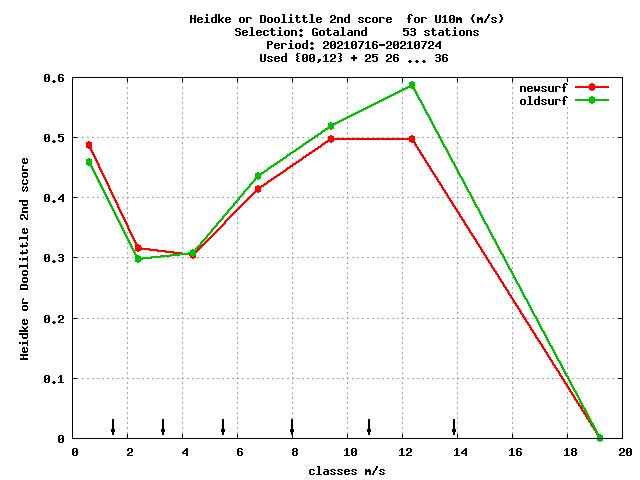 Heidke or Doolittle 2nd score  for U10m (m/s)
Selection: Gotaland     53 stations
Period: 20210716-20210724
Used {00,12} + 25 26 ... 36
newsurf
oldsurf
Heidke or Doolittle 2nd score
0.6
0.5
0.4
0.3
0.2
0.1
0
0 2 4 6 8 10 12 14 16 18 20
classes m/s